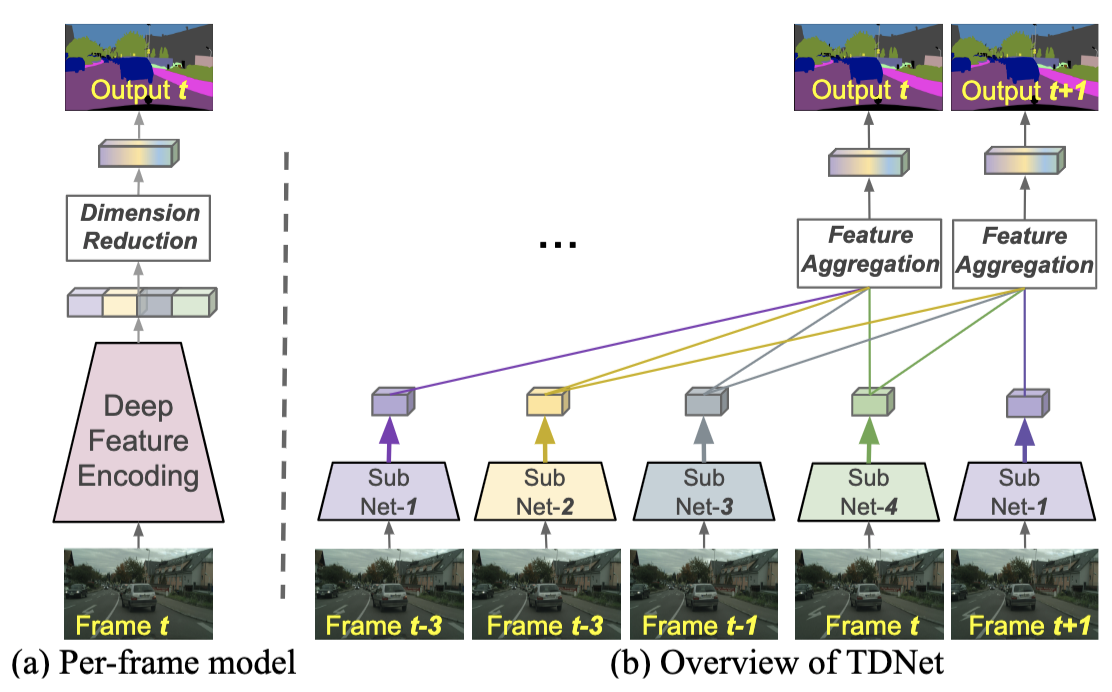 Output t
Dimension
Reduction
Deep
Feature
Encoding
Frame t
(a) Per-frame model
Output t
Output t+1
...
Feature
Aggregation
Feature
Aggregation
Sub
Net-1
Sub
Net-2
Sub
Net-3
Sub
Net-4
Sub
Net-1
Frame t-3
Frame t-3
Frame t-1
Frame t
Frame t+1
(b) Overview of TDNet